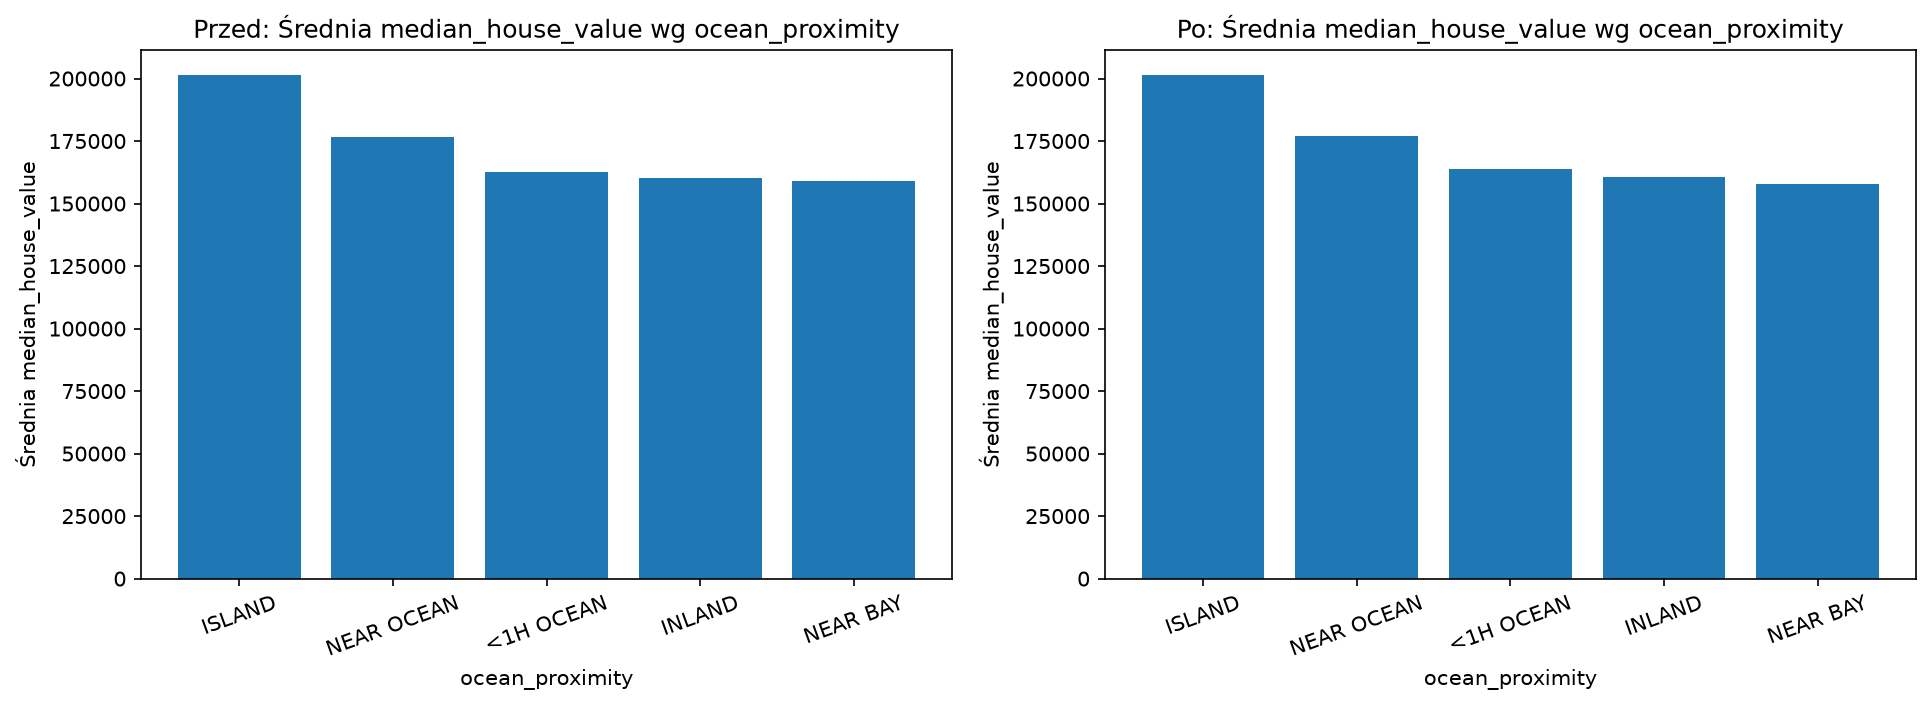 Przed: Średnia median_house_value wg ocean_proximity
Średnia median_house_value
200000
175000
150000
125000
100000
75000
50000
25000
0
ISLAND
NEAR OCEAN
<1H OCEAN
INLAND
NEAR BAY
ocean_proximity
Po: Średnia median_house_value wg ocean_proximity
Średnia median_house_value
200000
175000
150000
125000
100000
75000
50000
25000
0
ISLAND
NEAR OCEAN
<1H OCEAN
INLAND
NEAR BAY
ocean_proximity